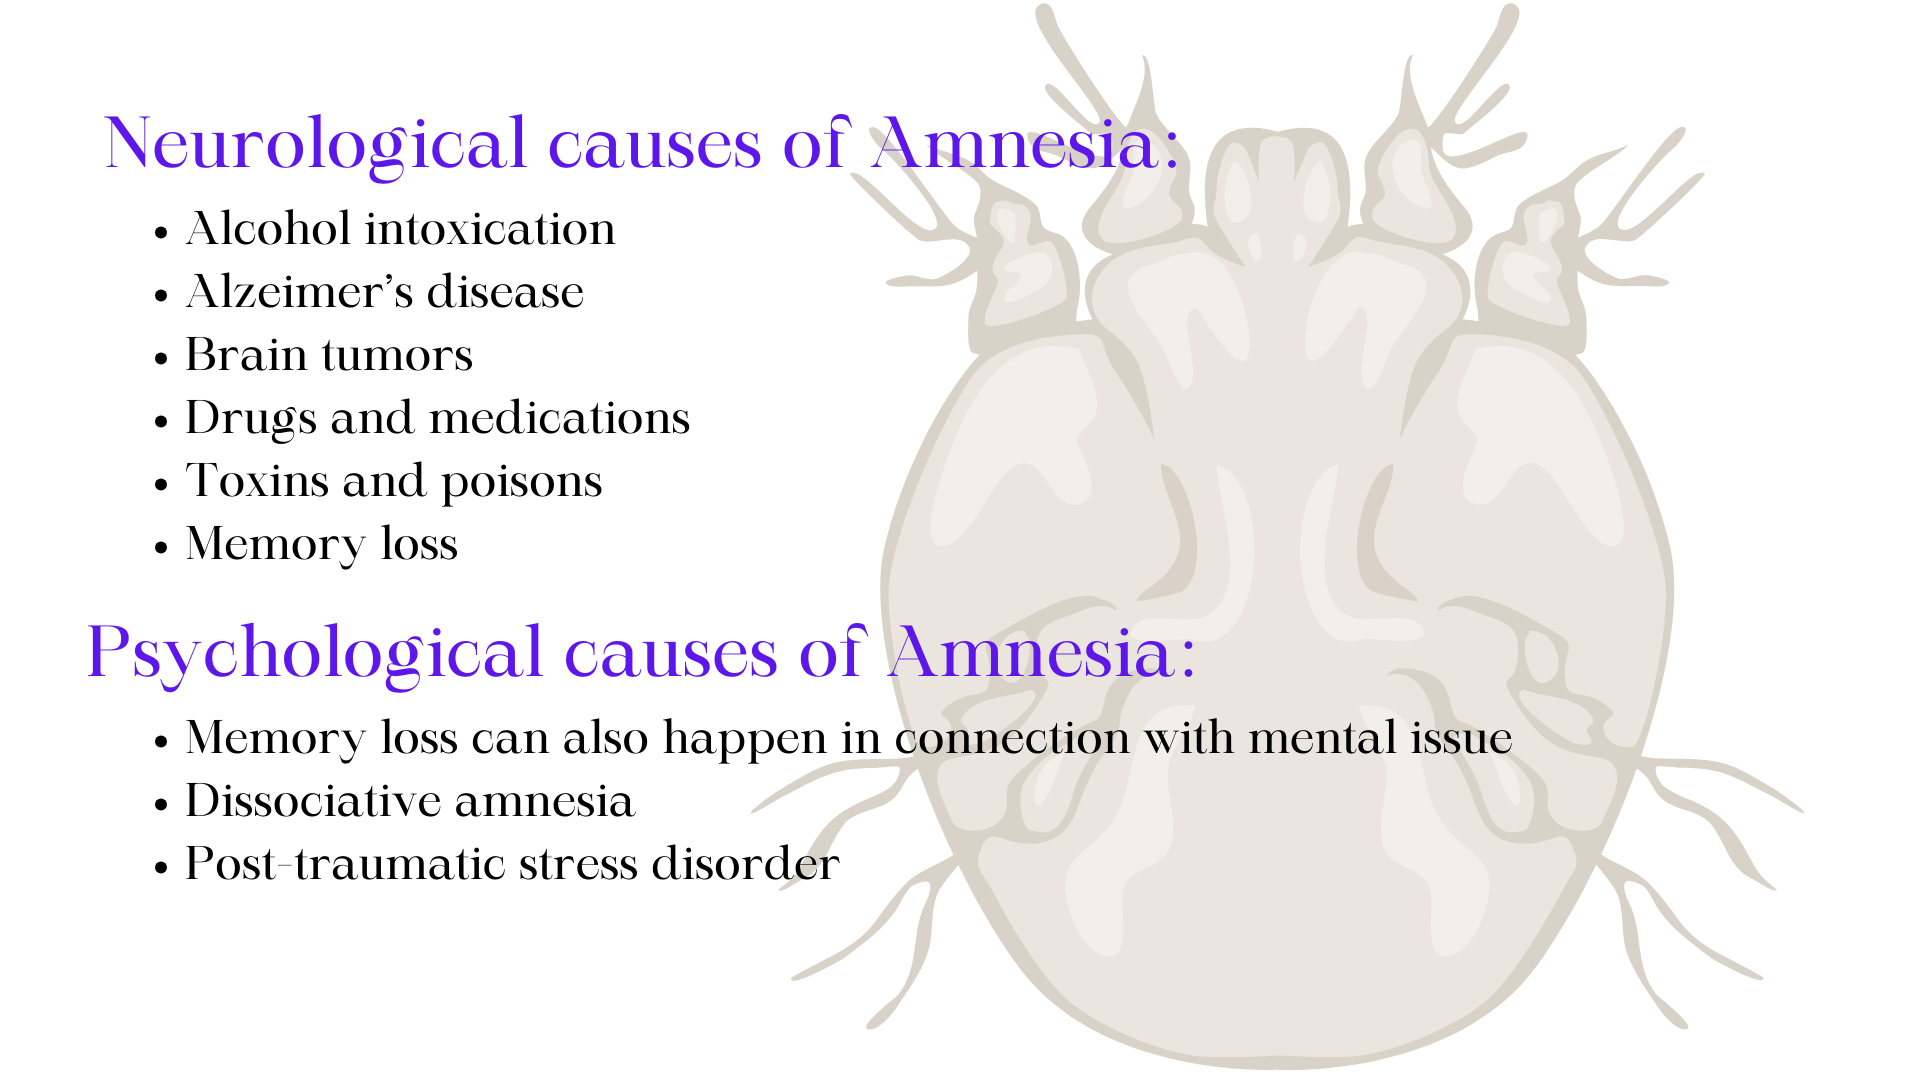 Neurological causes of Amnesia:
• Alcohol intoxication
• Alzeimer's disease
• Brain tumors
• Drugs and medications
• Toxins and poisons
• Memory loss
Psychological causes of Amnesia:
• Memory loss can also happen in connection with mental issue
• Dissociative amnesia
• Post-traumatic stress disorder